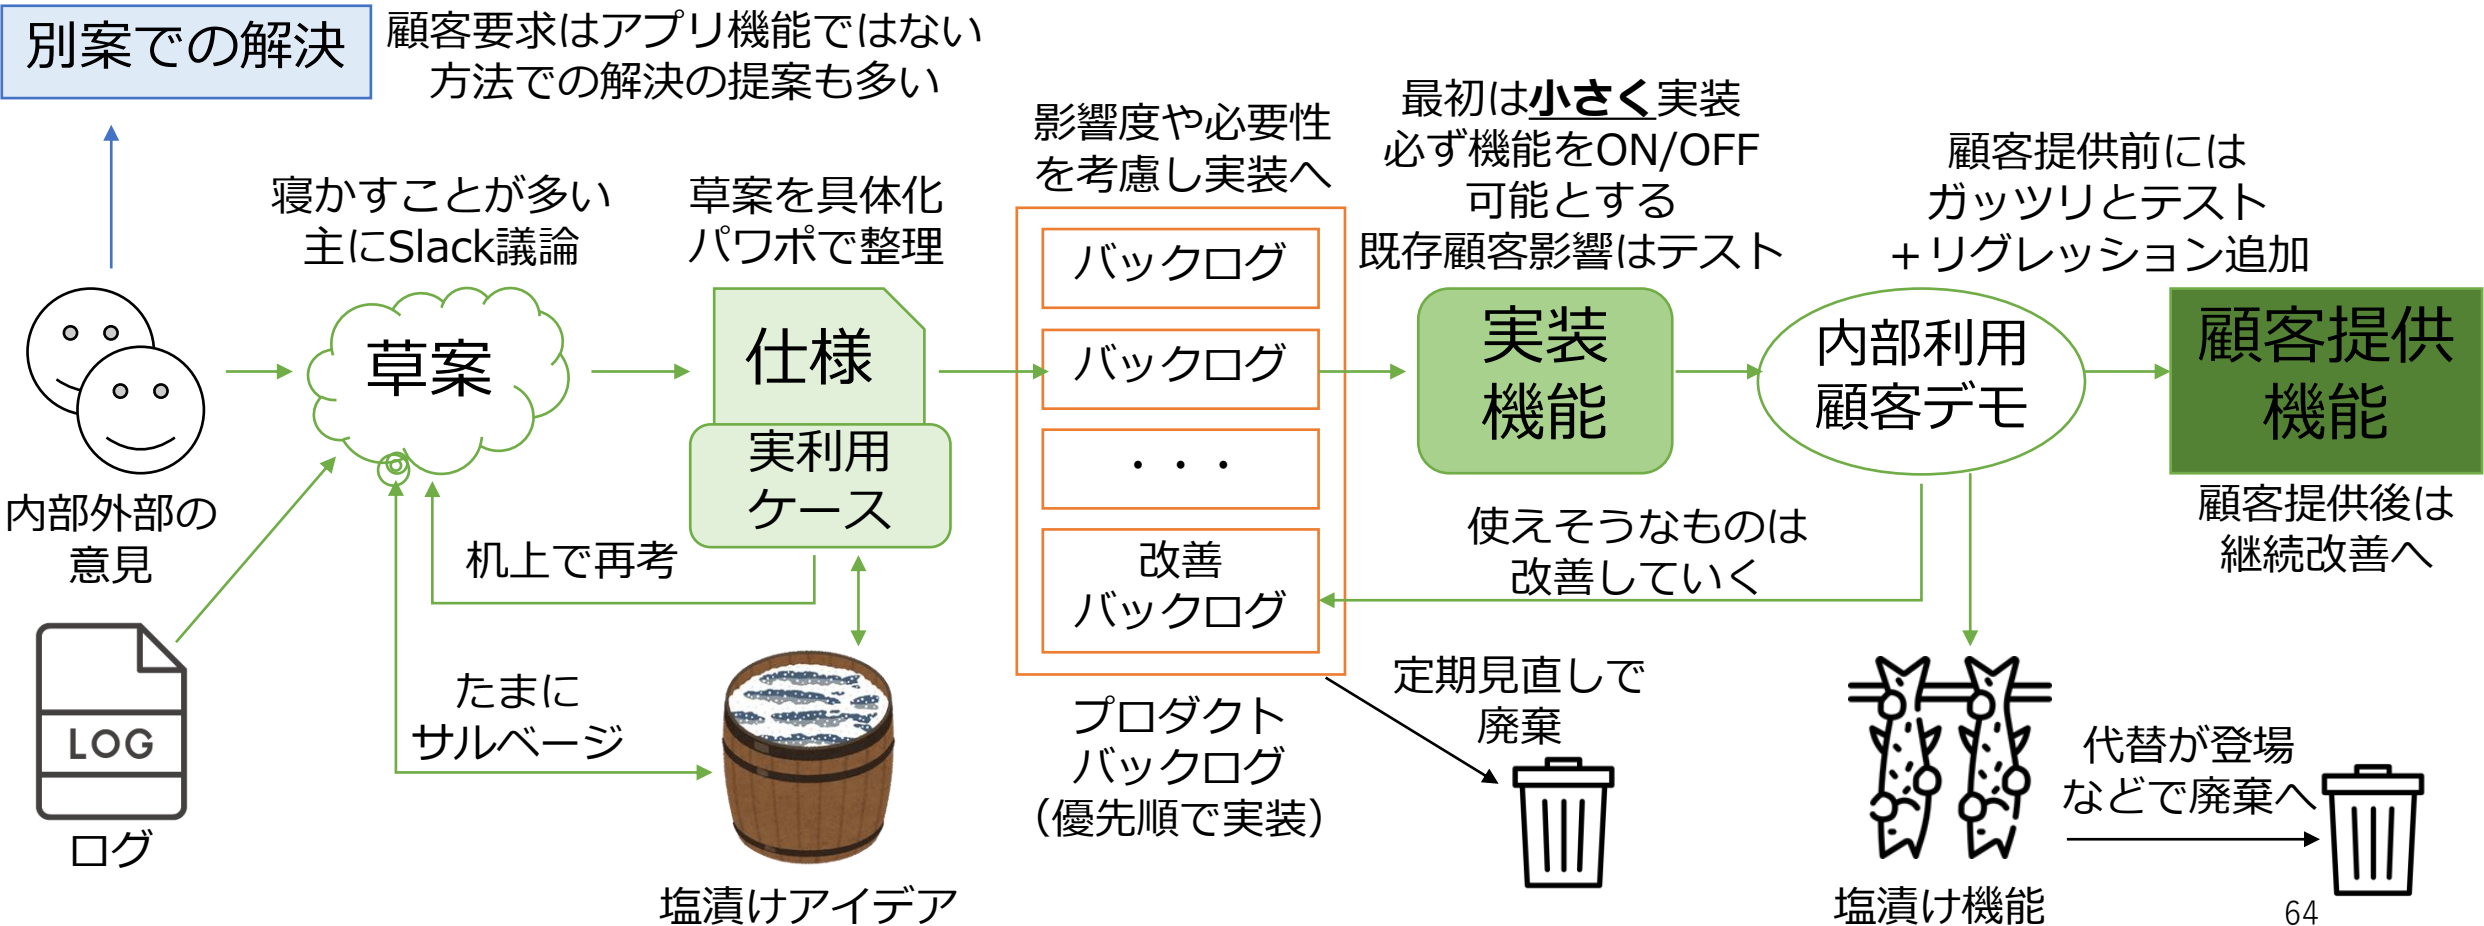 別案での解決
顧客要求はアプリ機能ではない
方法での解決の提案も多い
寝かすことが多い
主にSlack議論
草案を具体化
パワポで整理
影響度や必要性
を考慮し実装へ
最初は小さく実装
必ず機能をON/OFF
可能とする
既存顧客影響はテスト
顧客提供前には
ガッツリとテスト
+リグレッション追加
内部外部の
意見
草案
仕様
実利用
ケース
バックログ
バックログ
・・・
改善
バックログ
実装
機能
内部利用
顧客デモ
顧客提供
機能
顧客提供後は
継続改善へ
机上で再考
使えそうなものは
改善していく
LOG
ログ
たまに
サルベージ
塩漬けアイデア
プロダクト
バックログ
(優先順で実装)
定期見直しで
廃棄
代替が登場
などで廃棄へ
塩漬け機能
64